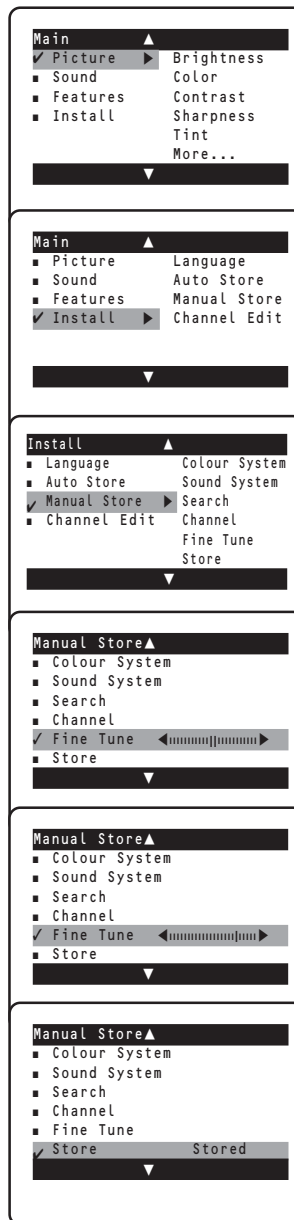 Main ▲
✔ Picture ▶ Brightness
■ Sound Color
■ Features Contrast
■ Install Sharpness
Tint
More...
▼
Main ▲
■ Picture Language
■ Sound Auto Store
■ Features Manual Store
✔ Install ▶ Channel Edit
▼
Install ▲
■ Language Colour System
■ Auto Store Sound System
✔ Manual Store ▶ Search
■ Channel Edit Channel
Fine Tune
Store
▼
Manual Store▲
■ Colour System
■ Sound System
■ Search
■ Channel
✓ Fine Tune ◀ ▶
■ Store
▼
Manual Store▲
■ Colour System
■ Sound System
■ Search
■ Channel
✓ Fine Tune ◀ ▶
■ Store
▼
Manual Store▲
■ Colour System
■ Sound System
■ Search
■ Channel
■ Fine Tune
✔ Store Stored
▼